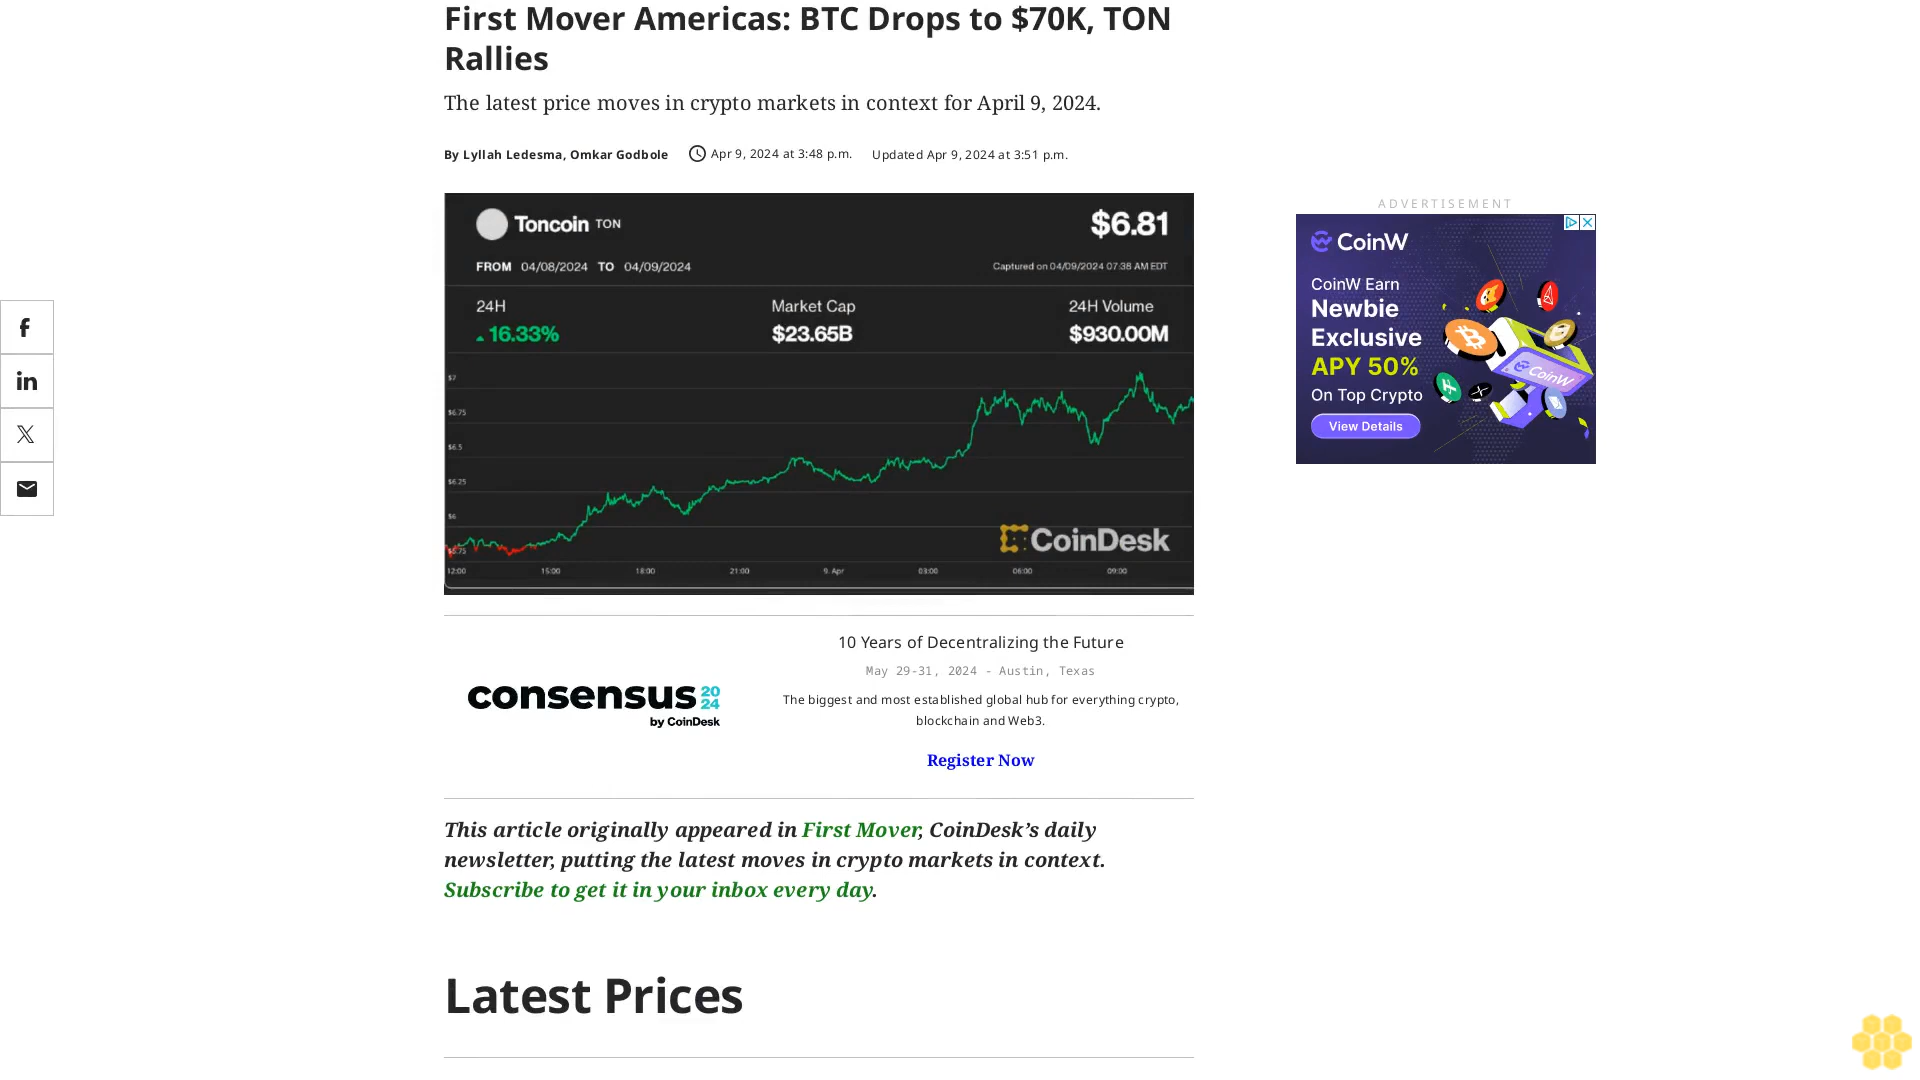 First Mover Americas: BTC Drops to $70K, TON
Rallies
The latest price moves in crypto markets in context for April 9, 2024.
By Lyllah Ledesma, Omkar Godbole
Apr 9, 2024 at 3:48 p.m.
Updated Apr 9, 2024 at 3:51 p.m.
Toncoin TON
$6.81
FROM 04/08/2024 TO 04/09/2024
Captured on 04/09/2024 07:38 AM EDT
24H
16.33%
Market Cap
$23.65B
24H Volume
$930.00M
$7
$6.75
$6.5
$6.25
$6
$5.75
12:00 15:00 18:00 21:00 9. Apr 03:00 06:00 09:00
CoinDesk
ADVERTISEMENT
CoinW
CoinW Earn
Newbie
Exclusive
APY 50%
On Top Crypto
View Details
CoinW
consensus 2024
by CoinDesk
10 Years of Decentralizing the Future
May 29-31, 2024 - Austin, Texas
The biggest and most established global hub for everything crypto,
blockchain and Web3.
Register Now
This article originally appeared in First Mover, CoinDesk’s daily
newsletter, putting the latest moves in crypto markets in context.
Subscribe to get it in your inbox every day.
Latest Prices